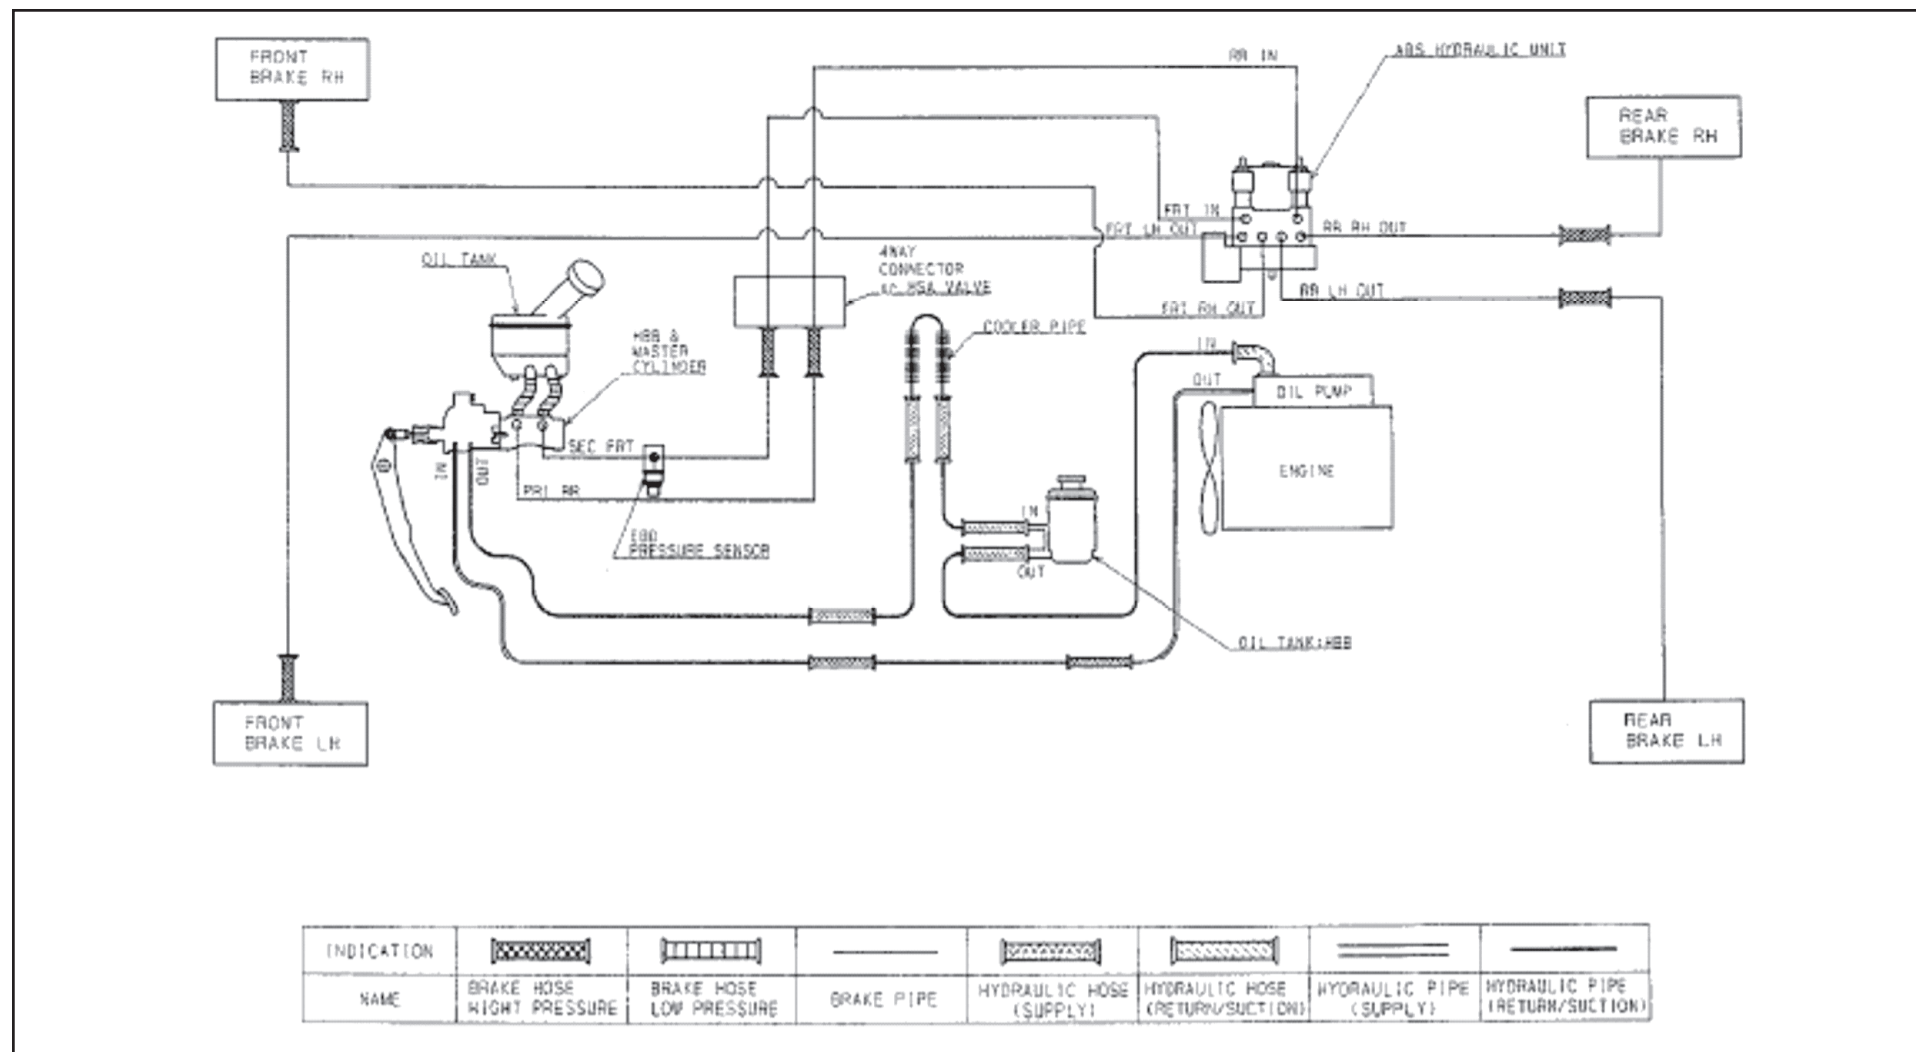 FRONT
BRAKE RH
RR IN
ABS HYDRAULIC UNIT
REAR
BRAKE RH
FRT IN
FRT LH OUT
RR RH OUT
OIL TANK
4WAY
CONNECTOR
or HSA VALVE
RR LH OUT
FRT RH OUT
COOLER PIPE
HBB &
MASTER
CYLINDER
IN
OUT
OIL PUMP
SEC FRT
IN
OUT
ENGINE
PRI RR
IN
EBD
PRESSURE SENSOR
OUT
OIL TANK:HBB
FRONT
BRAKE LH
REAR
BRAKE LH
INDICATION
NAME
BRAKE HOSE
HIGHT PRESSURE
BRAKE HOSE
LOW PRESSURE
BRAKE PIPE
HYDRAULIC HOSE
(SUPPLY)
HYDRAULIC HOSE
(RETURN/SUCTION)
HYDRAULIC PIPE
(SUPPLY)
HYDRAULIC PIPE
(RETURN/SUCTION)